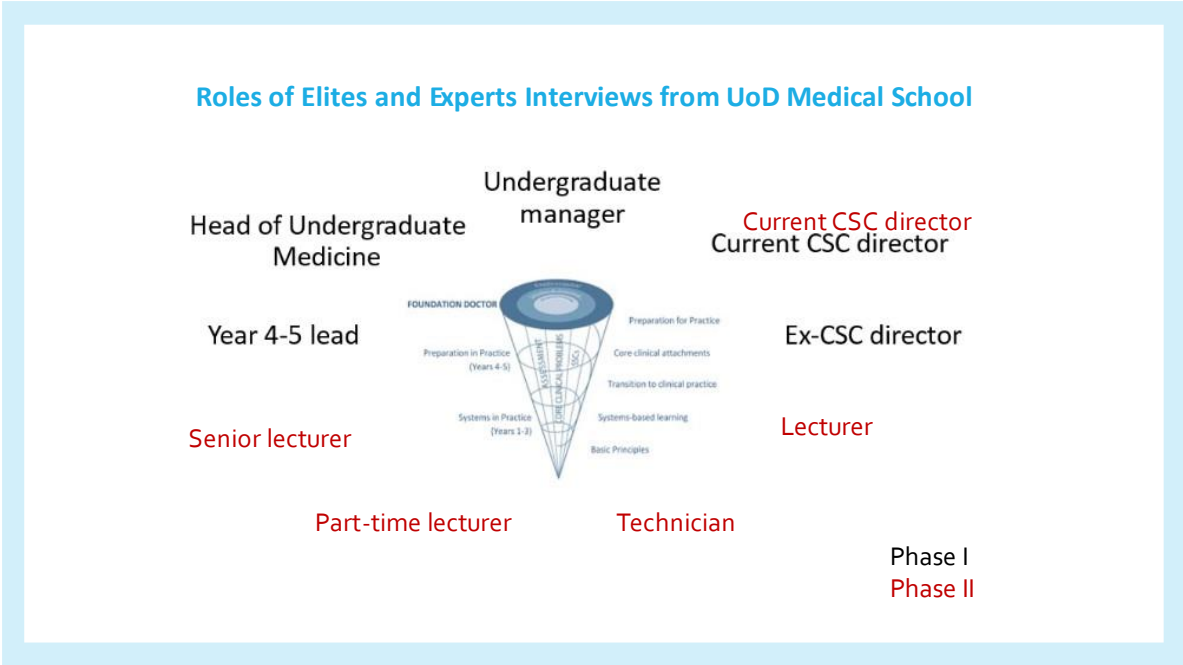 Roles of Elites and Experts Interviews from UoD Medical School
Undergraduate
manager
Head of Undergraduate
Medicine
Current CSC director
Current CSC director
Year 4-5 lead
Ex-CSC director
FOUNDATION DOCTOR
Preparation for Practice
Preparation in Practice
(Years 4-5)
Core clinical attachments
Transition to clinical practice
Systems in Practice
(Years 1-3)
Systems-based learning
Basic Principles
ASSESSMENT
CORE CLINICAL PROBLEMS
SSCs
Senior lecturer
Lecturer
Part-time lecturer
Technician
Phase I
Phase II